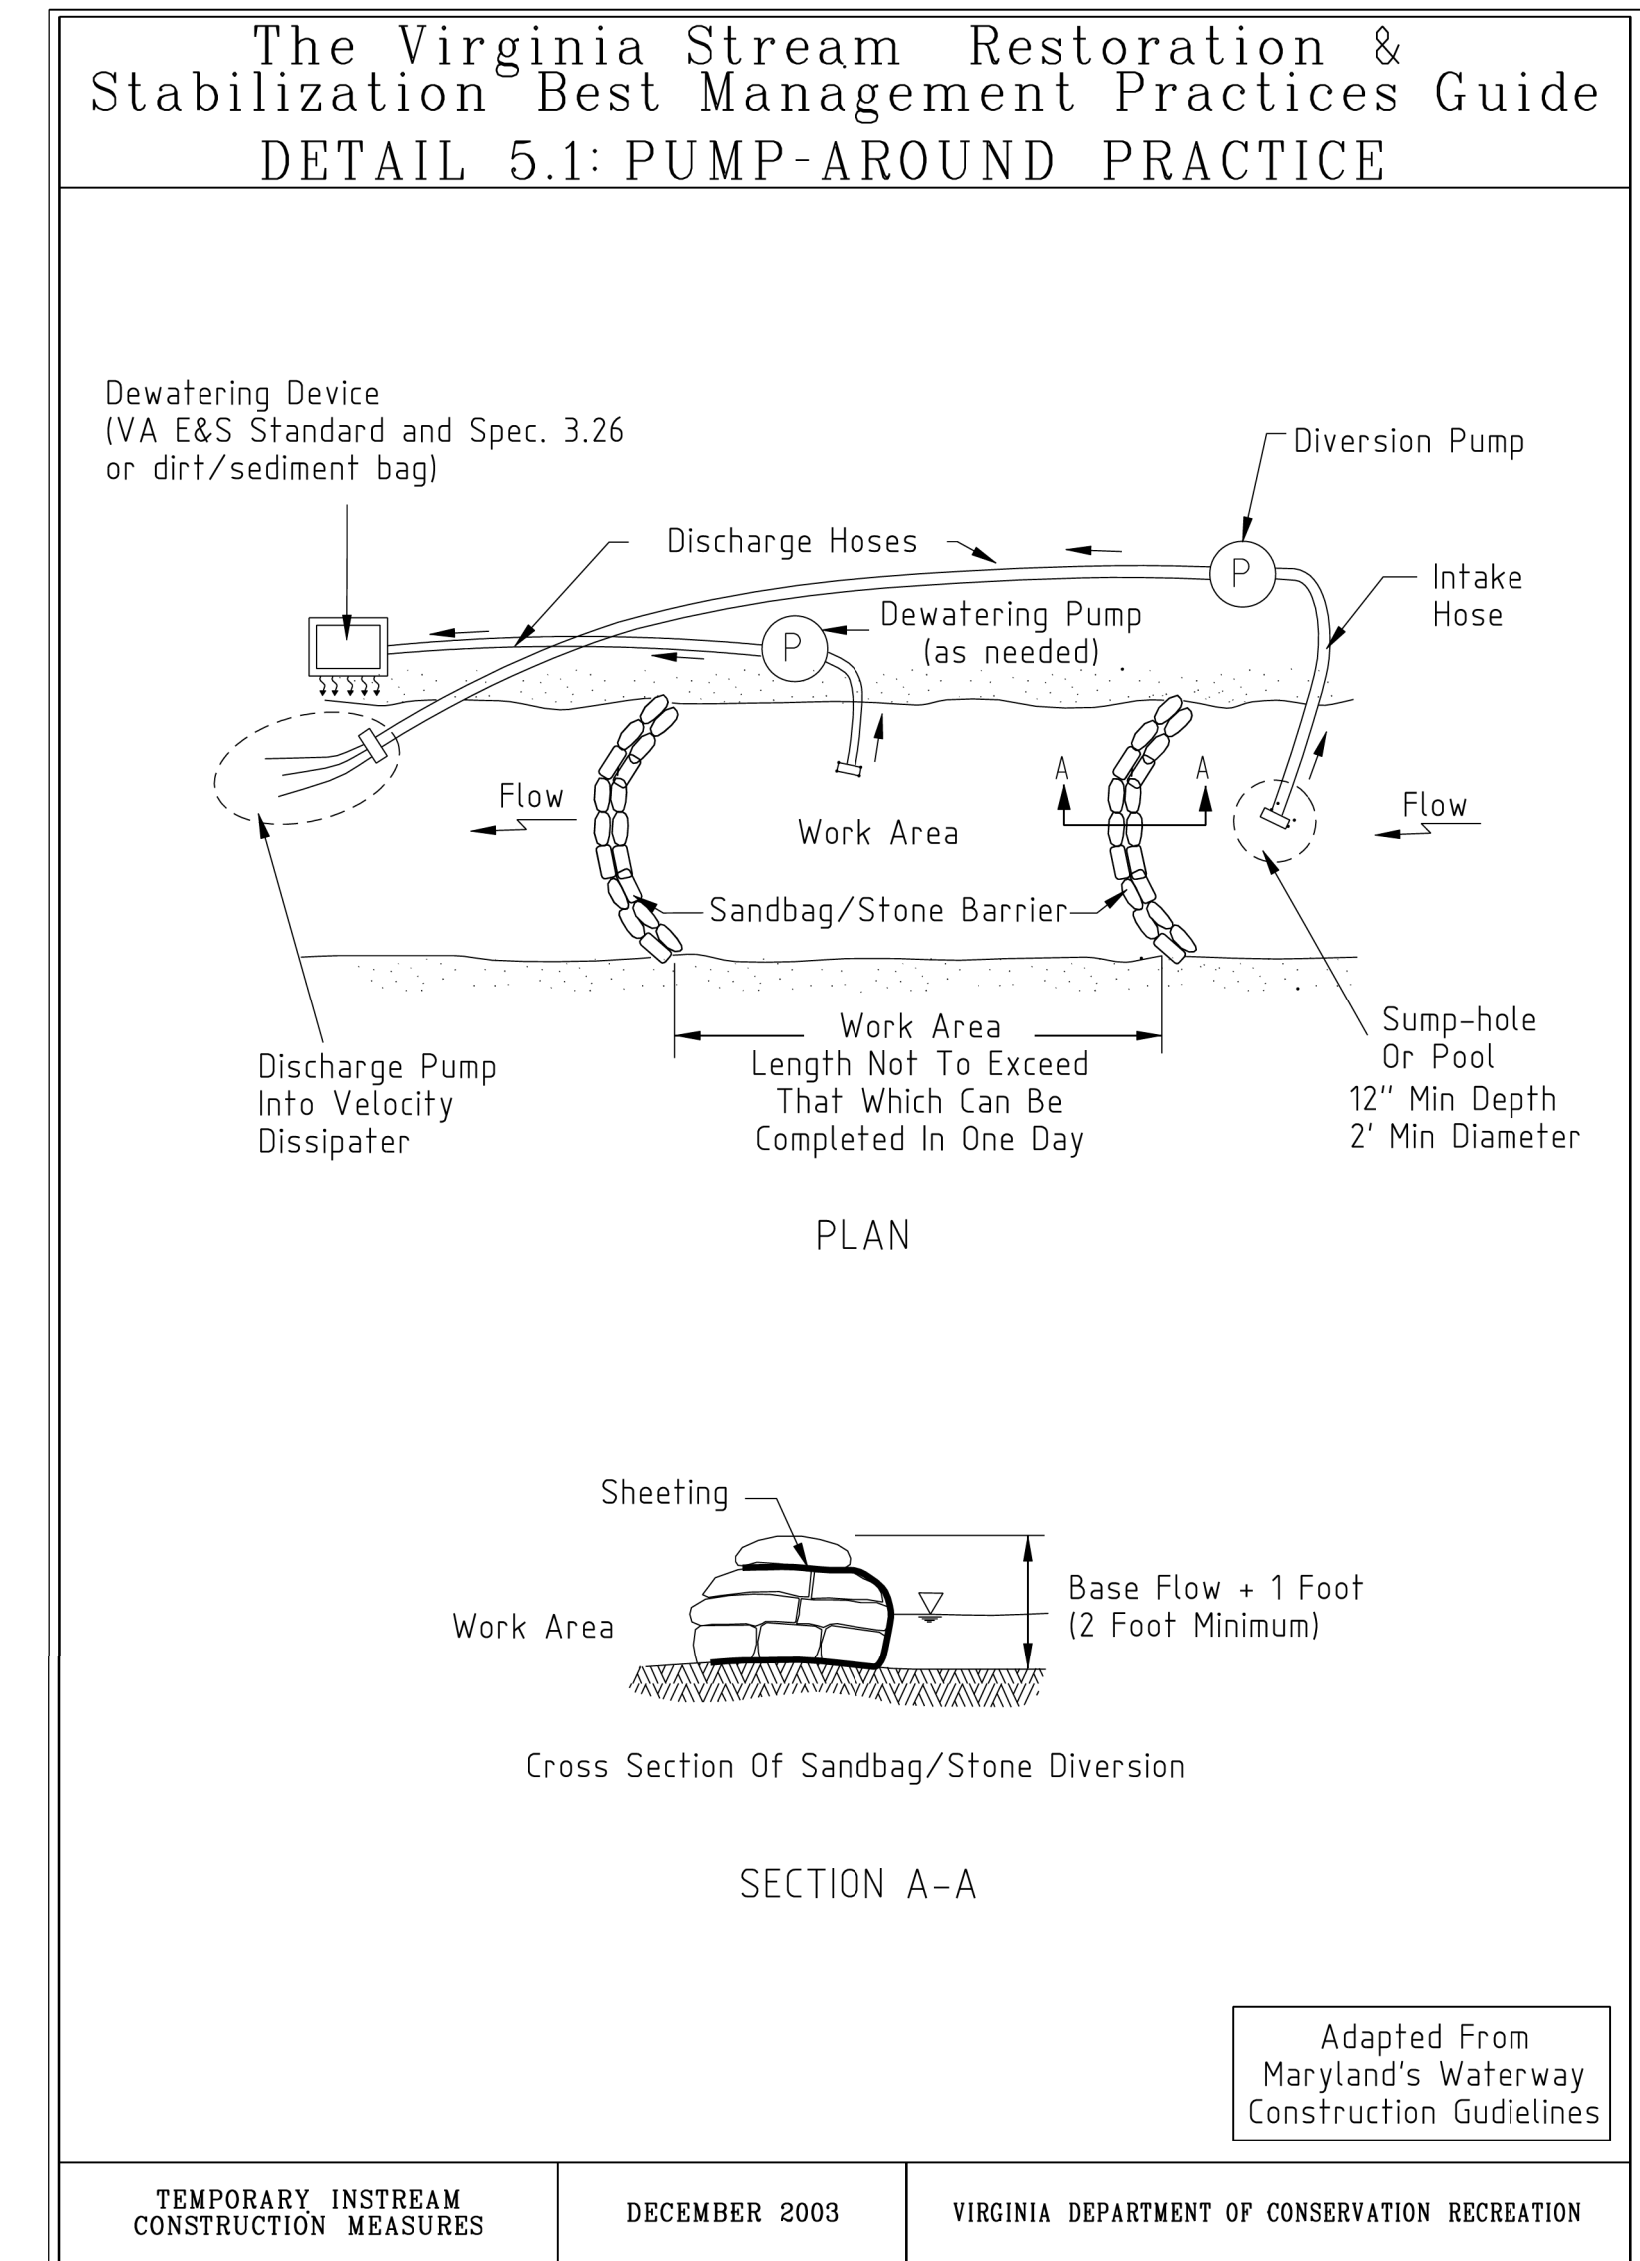 The Virginia Stream Restoration &
Stabilization Best Management Practices Guide
DETAIL 5.1: PUMP-AROUND PRACTICE
Dewatering Device
(VA E&S Standard and Spec. 3.26
or dirt/sediment bag)
Diversion Pump
Discharge Hoses
P
Intake
Hose
Dewatering Pump
(as needed)
P
A
A
Flow
Flow
Work Area
Sandbag/Stone Barrier
Sump-hole
Or Pool
12" Min Depth
2' Min Diameter
Work Area
Length Not To Exceed
That Which Can Be
Completed In One Day
Discharge Pump
Into Velocity
Dissipater
PLAN
Sheeting
Base Flow + 1 Foot
(2 Foot Minimum)
Work Area
Cross Section Of Sandbag/Stone Diversion
SECTION A-A
Adapted From
Maryland's Waterway
Construction Gudielines
TEMPORARY INSTREAM
CONSTRUCTION MEASURES
DECEMBER 2003
VIRGINIA DEPARTMENT OF CONSERVATION RECREATION